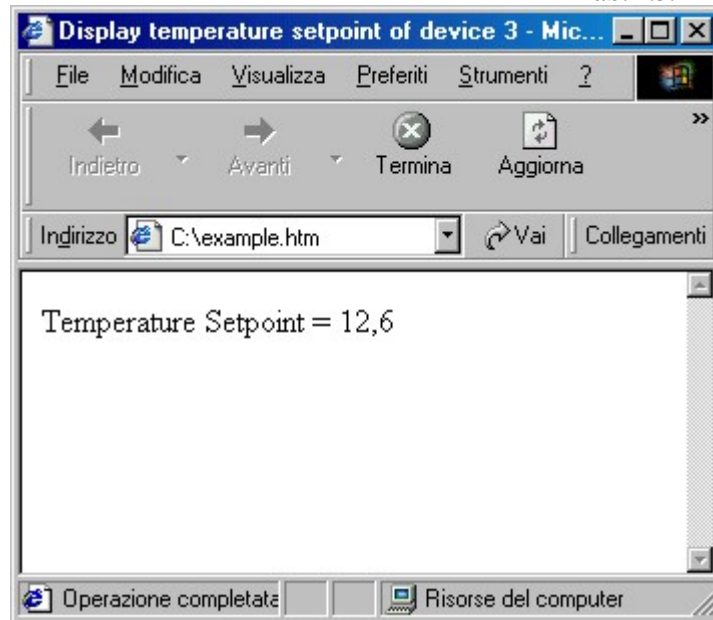 Display temperature setpoint of device 3 - Mic...
File Modifica Visualizza Preferiti Strumenti ?
»
Indietro Avanti Termina Aggiorna
Indirizzo C:\example.htm Vai Collegamenti
Temperature Setpoint = 12,6
Operazione completata Risorse del computer